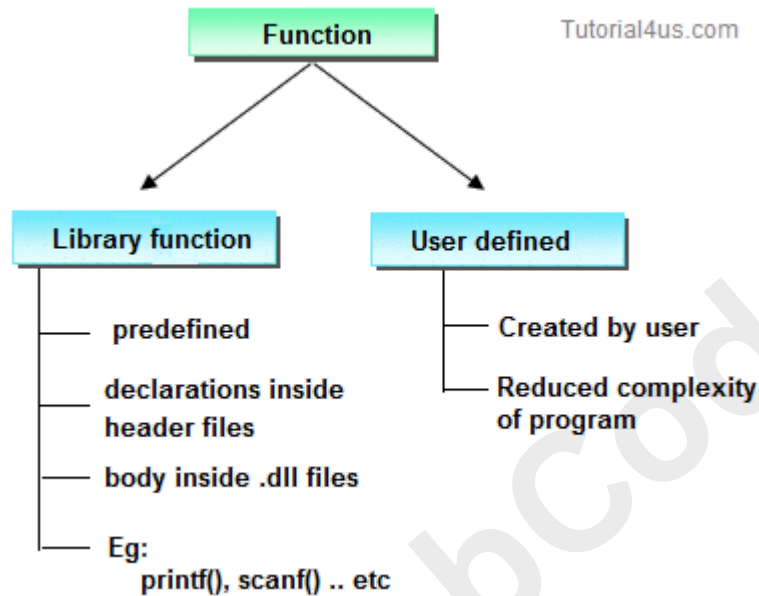 Function
Tutorial4us.com
Library function
predefined
declarations inside
header files
body inside .dll files
Eg:
printf(), scanf() .. etc
User defined
Created by user
Reduced complexity
of program
bCod